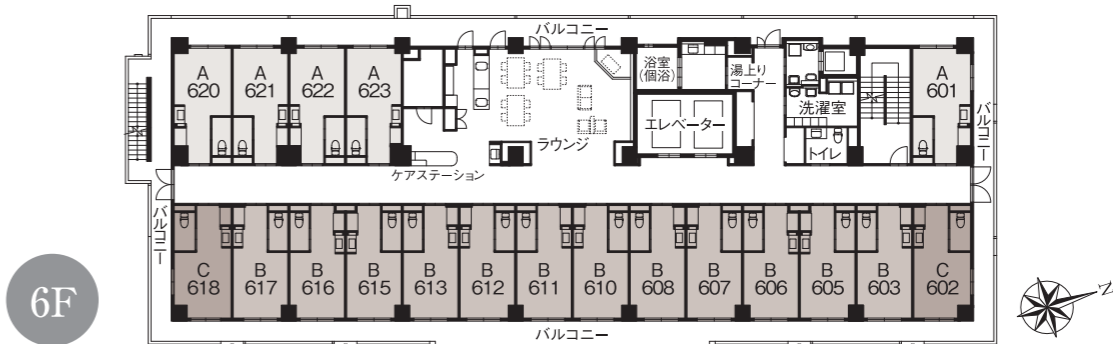 バルコニー
A
620
A
621
A
622
A
623
浴室
(個浴)
湯上り
コーナー
洗濯室
A
601
エレベーター
ラウンジ
トイレ
ケアステーション
バルコニー
バルコニー
C
618
B
617
B
616
B
615
B
613
B
612
B
611
B
610
B
608
B
607
B
606
B
605
B
603
C
602
バルコニー
6F
N